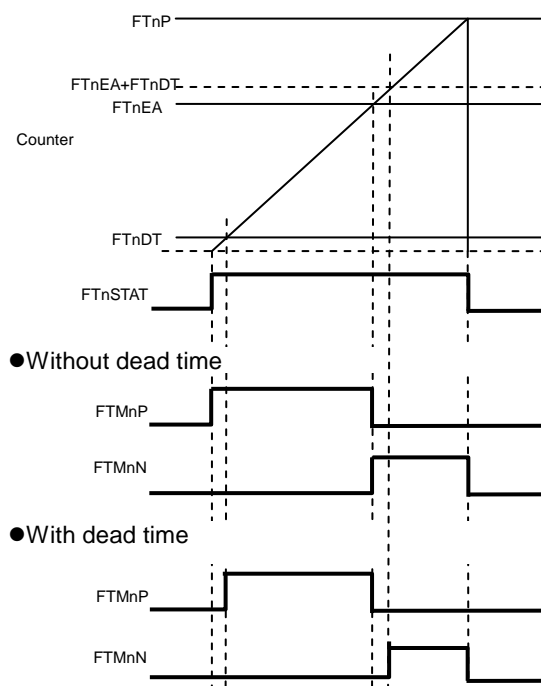 FTnP
FTnEA+FTnDT
FTnEA
Counter
FTnDT
FTnSTAT
●Without dead time
FTMnP
FTMnN
●With dead time
FTMnP
FTMnN